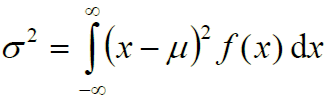 σ² = ∫_{-∞}^{∞} (x − μ)² f(x) dx